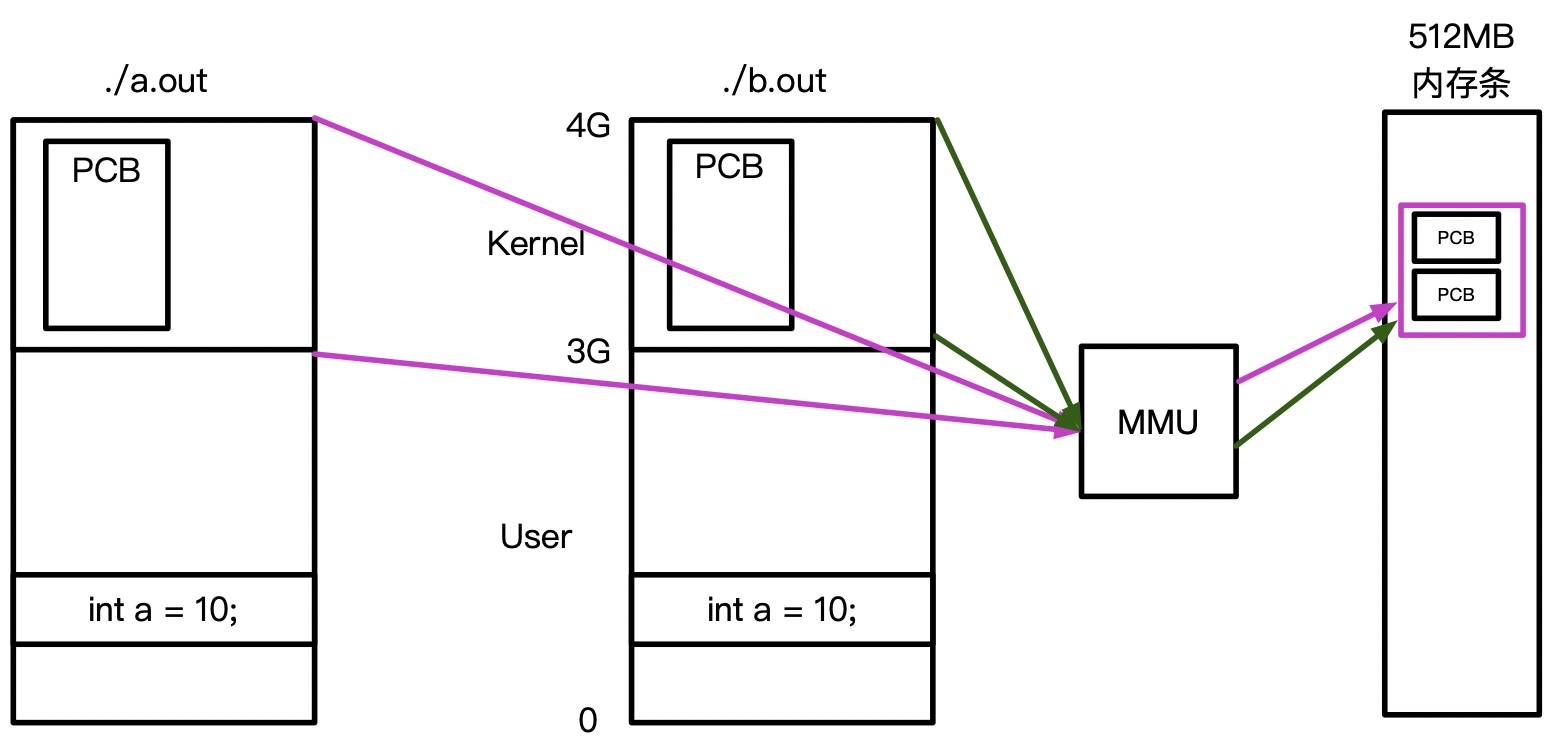 ./a.out
./b.out
512MB
内存条
4G
PCB
PCB
PCB
PCB
Kernel
3G
MMU
User
int a = 10;
int a = 10;
0